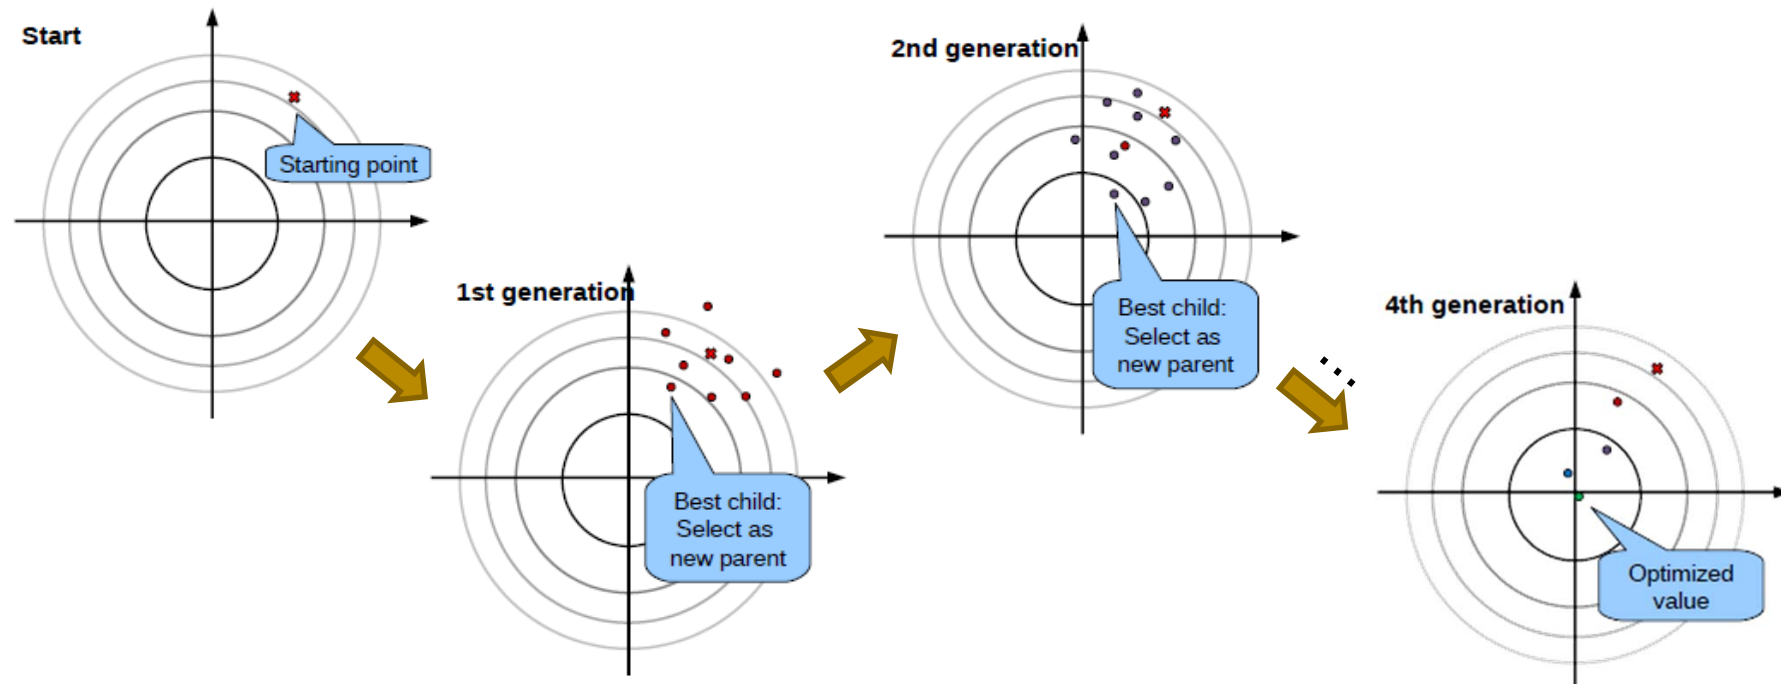 Start
Starting point
1st generation
Best child:
Select as
new parent
2nd generation
Best child:
Select as
new parent
4th generation
Optimized
value